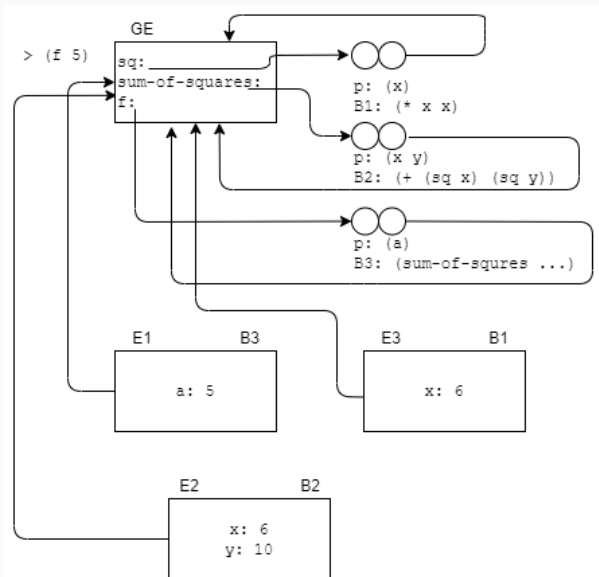 GE
> (f 5)
sq:
sum-of-squares:
f:
p: (x)
B1: (* x x)
p: (x y)
B2: (+ (sq x) (sq y))
p: (a)
B3: (sum-of-squres ...)
E1 B3
a: 5
E3 B1
x: 6
E2 B2
x: 6
y: 10